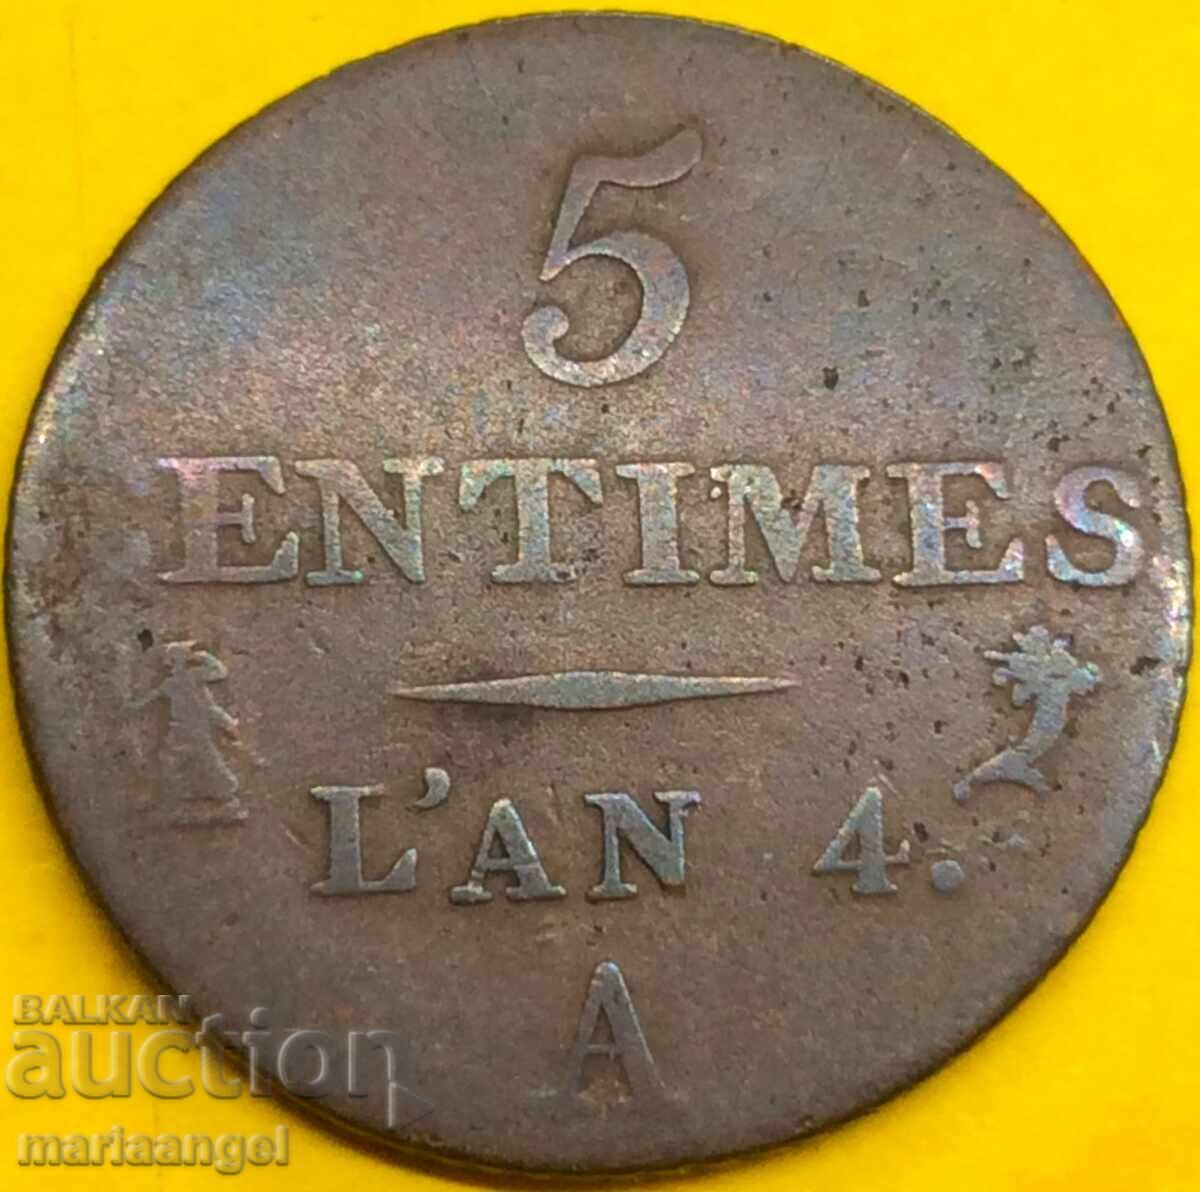 5
ENTIMES
L'AN 4.
A
BALKAN
auction
mariaangel